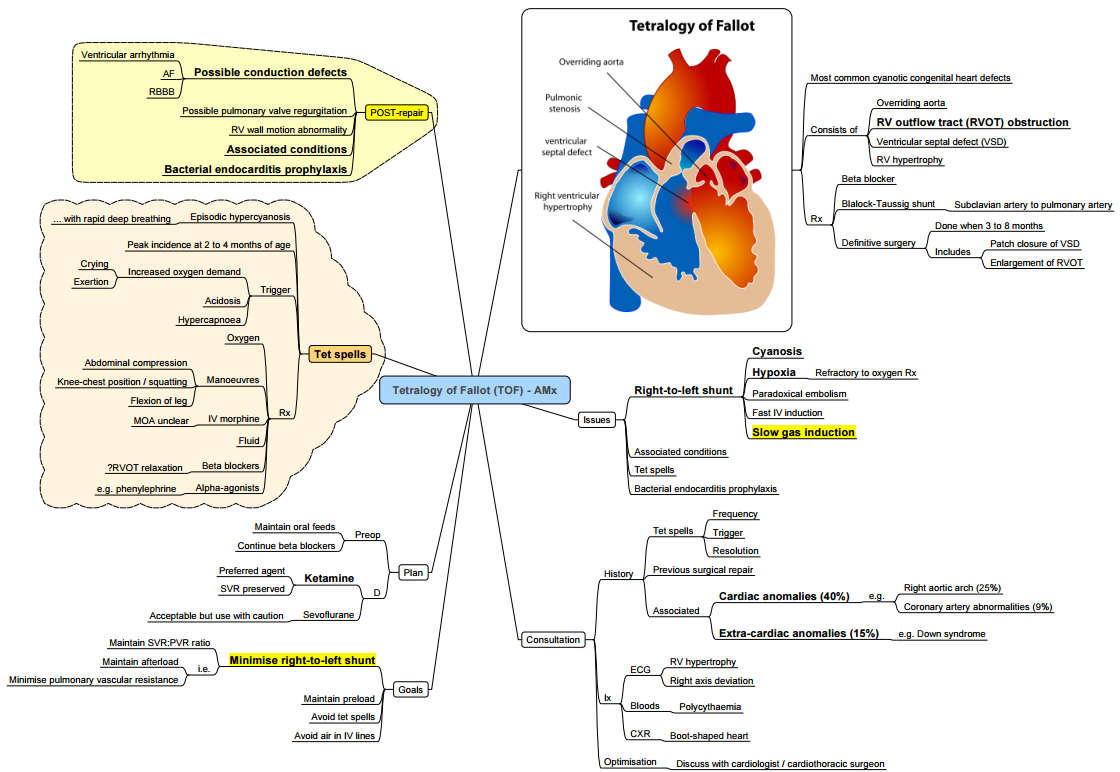 Tetralogy of Fallot (TOF) - AMx
Tetralogy of Fallot
Overriding aorta
Pulmonic
stenosis
ventricular
septal defect
Right ventricular
hypertrophy
Most common cyanotic congenital heart defects
Consists of
Overriding aorta
RV outflow tract (RVOT) obstruction
Ventricular septal defect (VSD)
RV hypertrophy
Rx
Beta blocker
Blalock-Taussig shunt
Subclavian artery to pulmonary artery
Definitive surgery
Done when 3 to 8 months
Includes
Patch closure of VSD
Enlargement of RVOT
Issues
Right-to-left shunt
Cyanosis
Hypoxia
Refractory to oxygen Rx
Paradoxical embolism
Fast IV induction
Slow gas induction
Associated conditions
Tet spells
Bacterial endocarditis prophylaxis
Consultation
History
Tet spells
Frequency
Trigger
Resolution
Previous surgical repair
Associated
Cardiac anomalies (40%)
e.g.
Right aortic arch (25%)
Coronary artery abnormalities (9%)
Extra-cardiac anomalies (15%)
e.g. Down syndrome
Ix
ECG
RV hypertrophy
Right axis deviation
Bloods
Polycythaemia
CXR
Boot-shaped heart
Optimisation
Discuss with cardiologist / cardiothoracic surgeon
POST-repair
Possible conduction defects
Ventricular arrhythmia
AF
RBBB
Possible pulmonary valve regurgitation
RV wall motion abnormality
Associated conditions
Bacterial endocarditis prophylaxis
Tet spells
Episodic hypercyanosis
... with rapid deep breathing
Peak incidence at 2 to 4 months of age
Trigger
Increased oxygen demand
Crying
Exertion
Acidosis
Hypercapnoea
Rx
Oxygen
Manoeuvres
Abdominal compression
Knee-chest position / squatting
Flexion of leg
IV morphine
MOA unclear
Fluid
Beta blockers
?RVOT relaxation
Alpha-agonists
e.g. phenylephrine
Plan
Preop
Maintain oral feeds
Continue beta blockers
D
Ketamine
Preferred agent
SVR preserved
Sevoflurane
Acceptable but use with caution
Goals
Minimise right-to-left shunt
i.e.
Maintain SVR:PVR ratio
Maintain afterload
Minimise pulmonary vascular resistance
Maintain preload
Avoid tet spells
Avoid air in IV lines